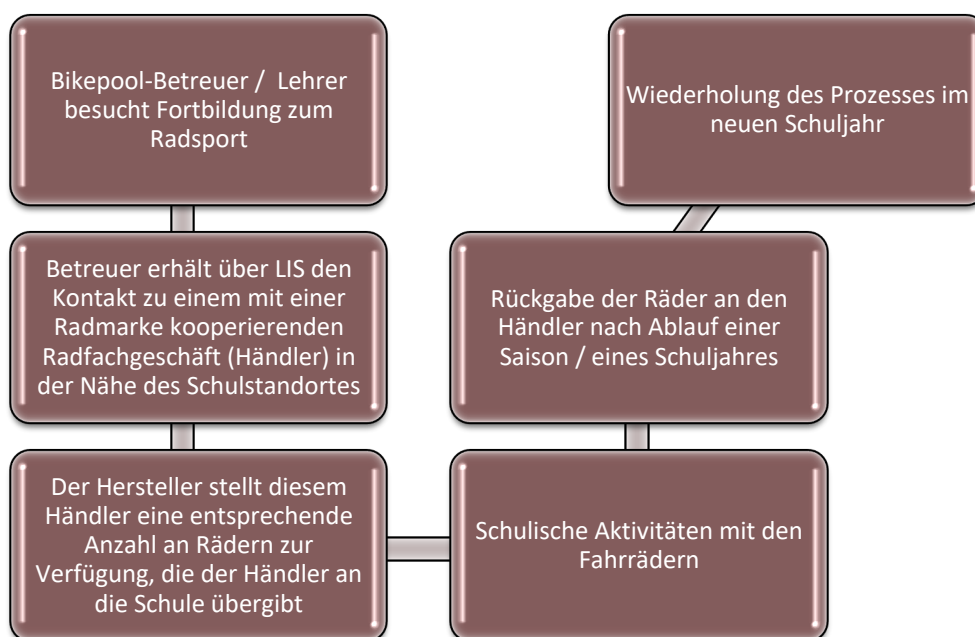 Bikepool-Betreuer / Lehrer
besucht Fortbildung zum
Radsport
Betreuer erhält über LIS den
Kontakt zu einem mit einer
Radmarke kooperierenden
Radfachgeschäft (Händler) in
der Nähe des Schulstandortes
Der Hersteller stellt diesem
Händler eine entsprechende
Anzahl an Rädern zur
Verfügung, die der Händler an
die Schule übergibt
Schulische Aktivitäten mit den
Fahrrädern
Rückgabe der Räder an den
Händler nach Ablauf einer
Saison / eines Schuljahres
Wiederholung des Prozesses im
neuen Schuljahr